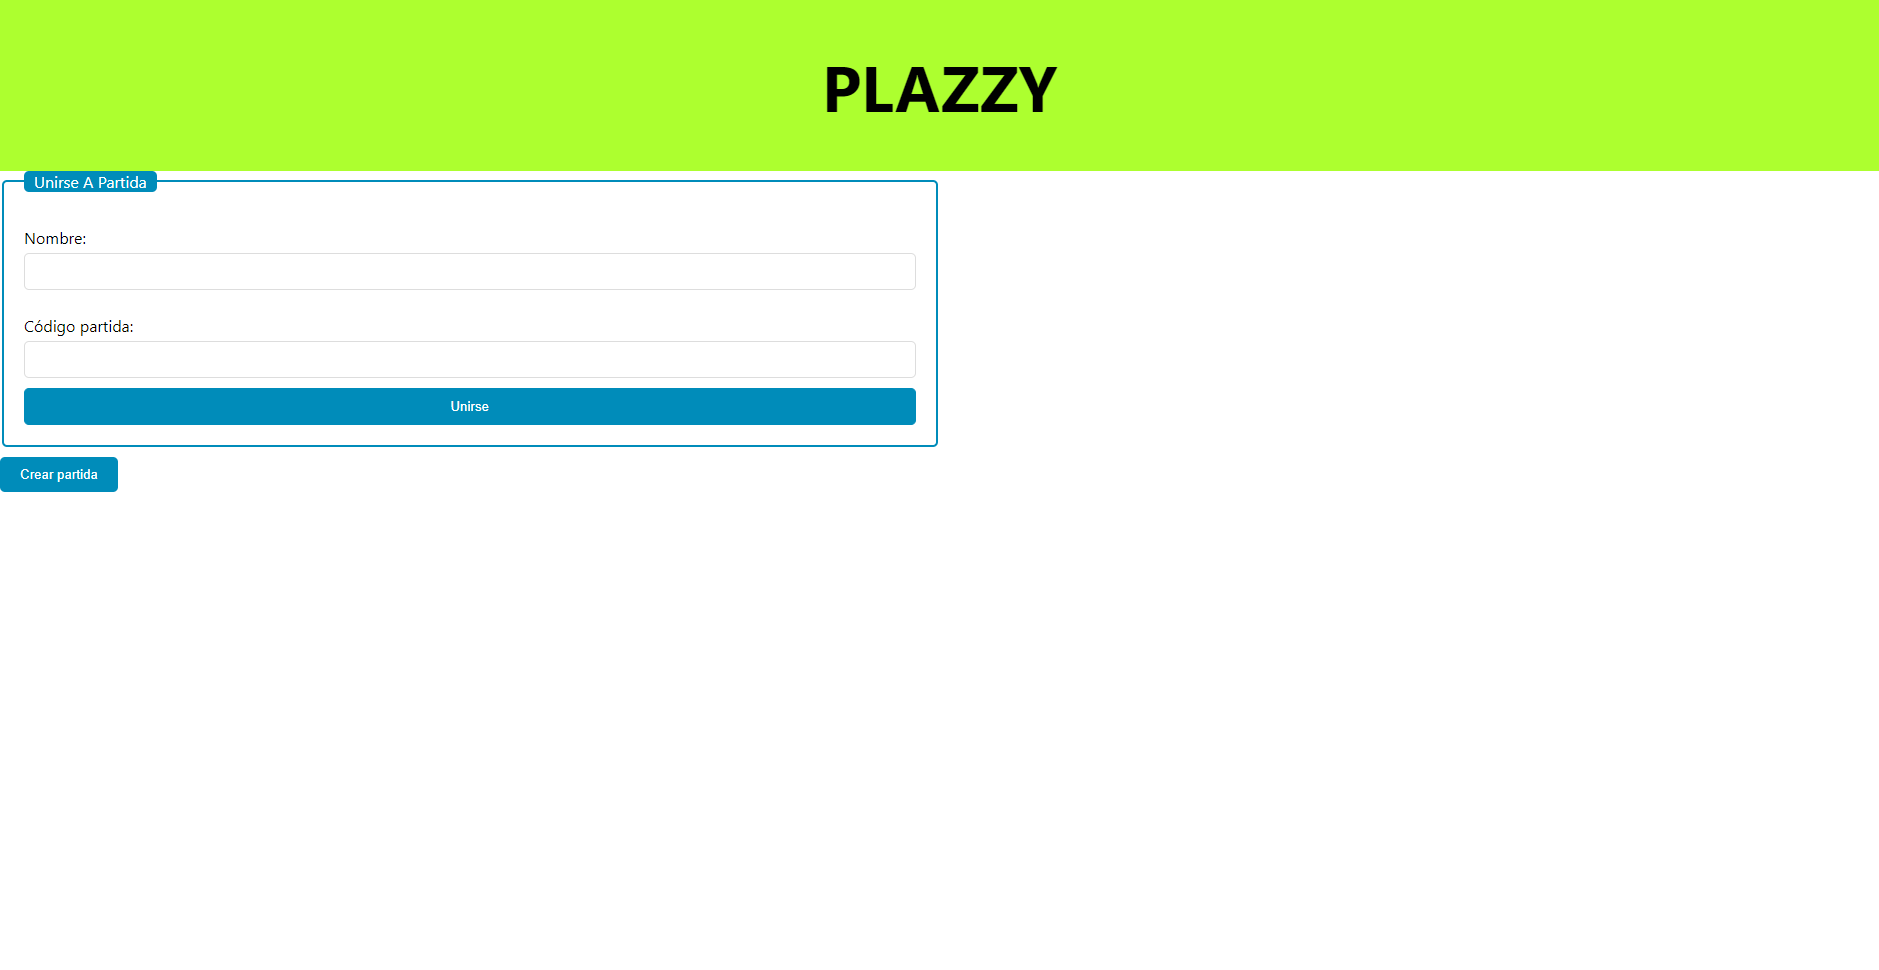 PLAZZY
Unirse A Partida
Nombre:
Código partida:
Unirse
Crear partida